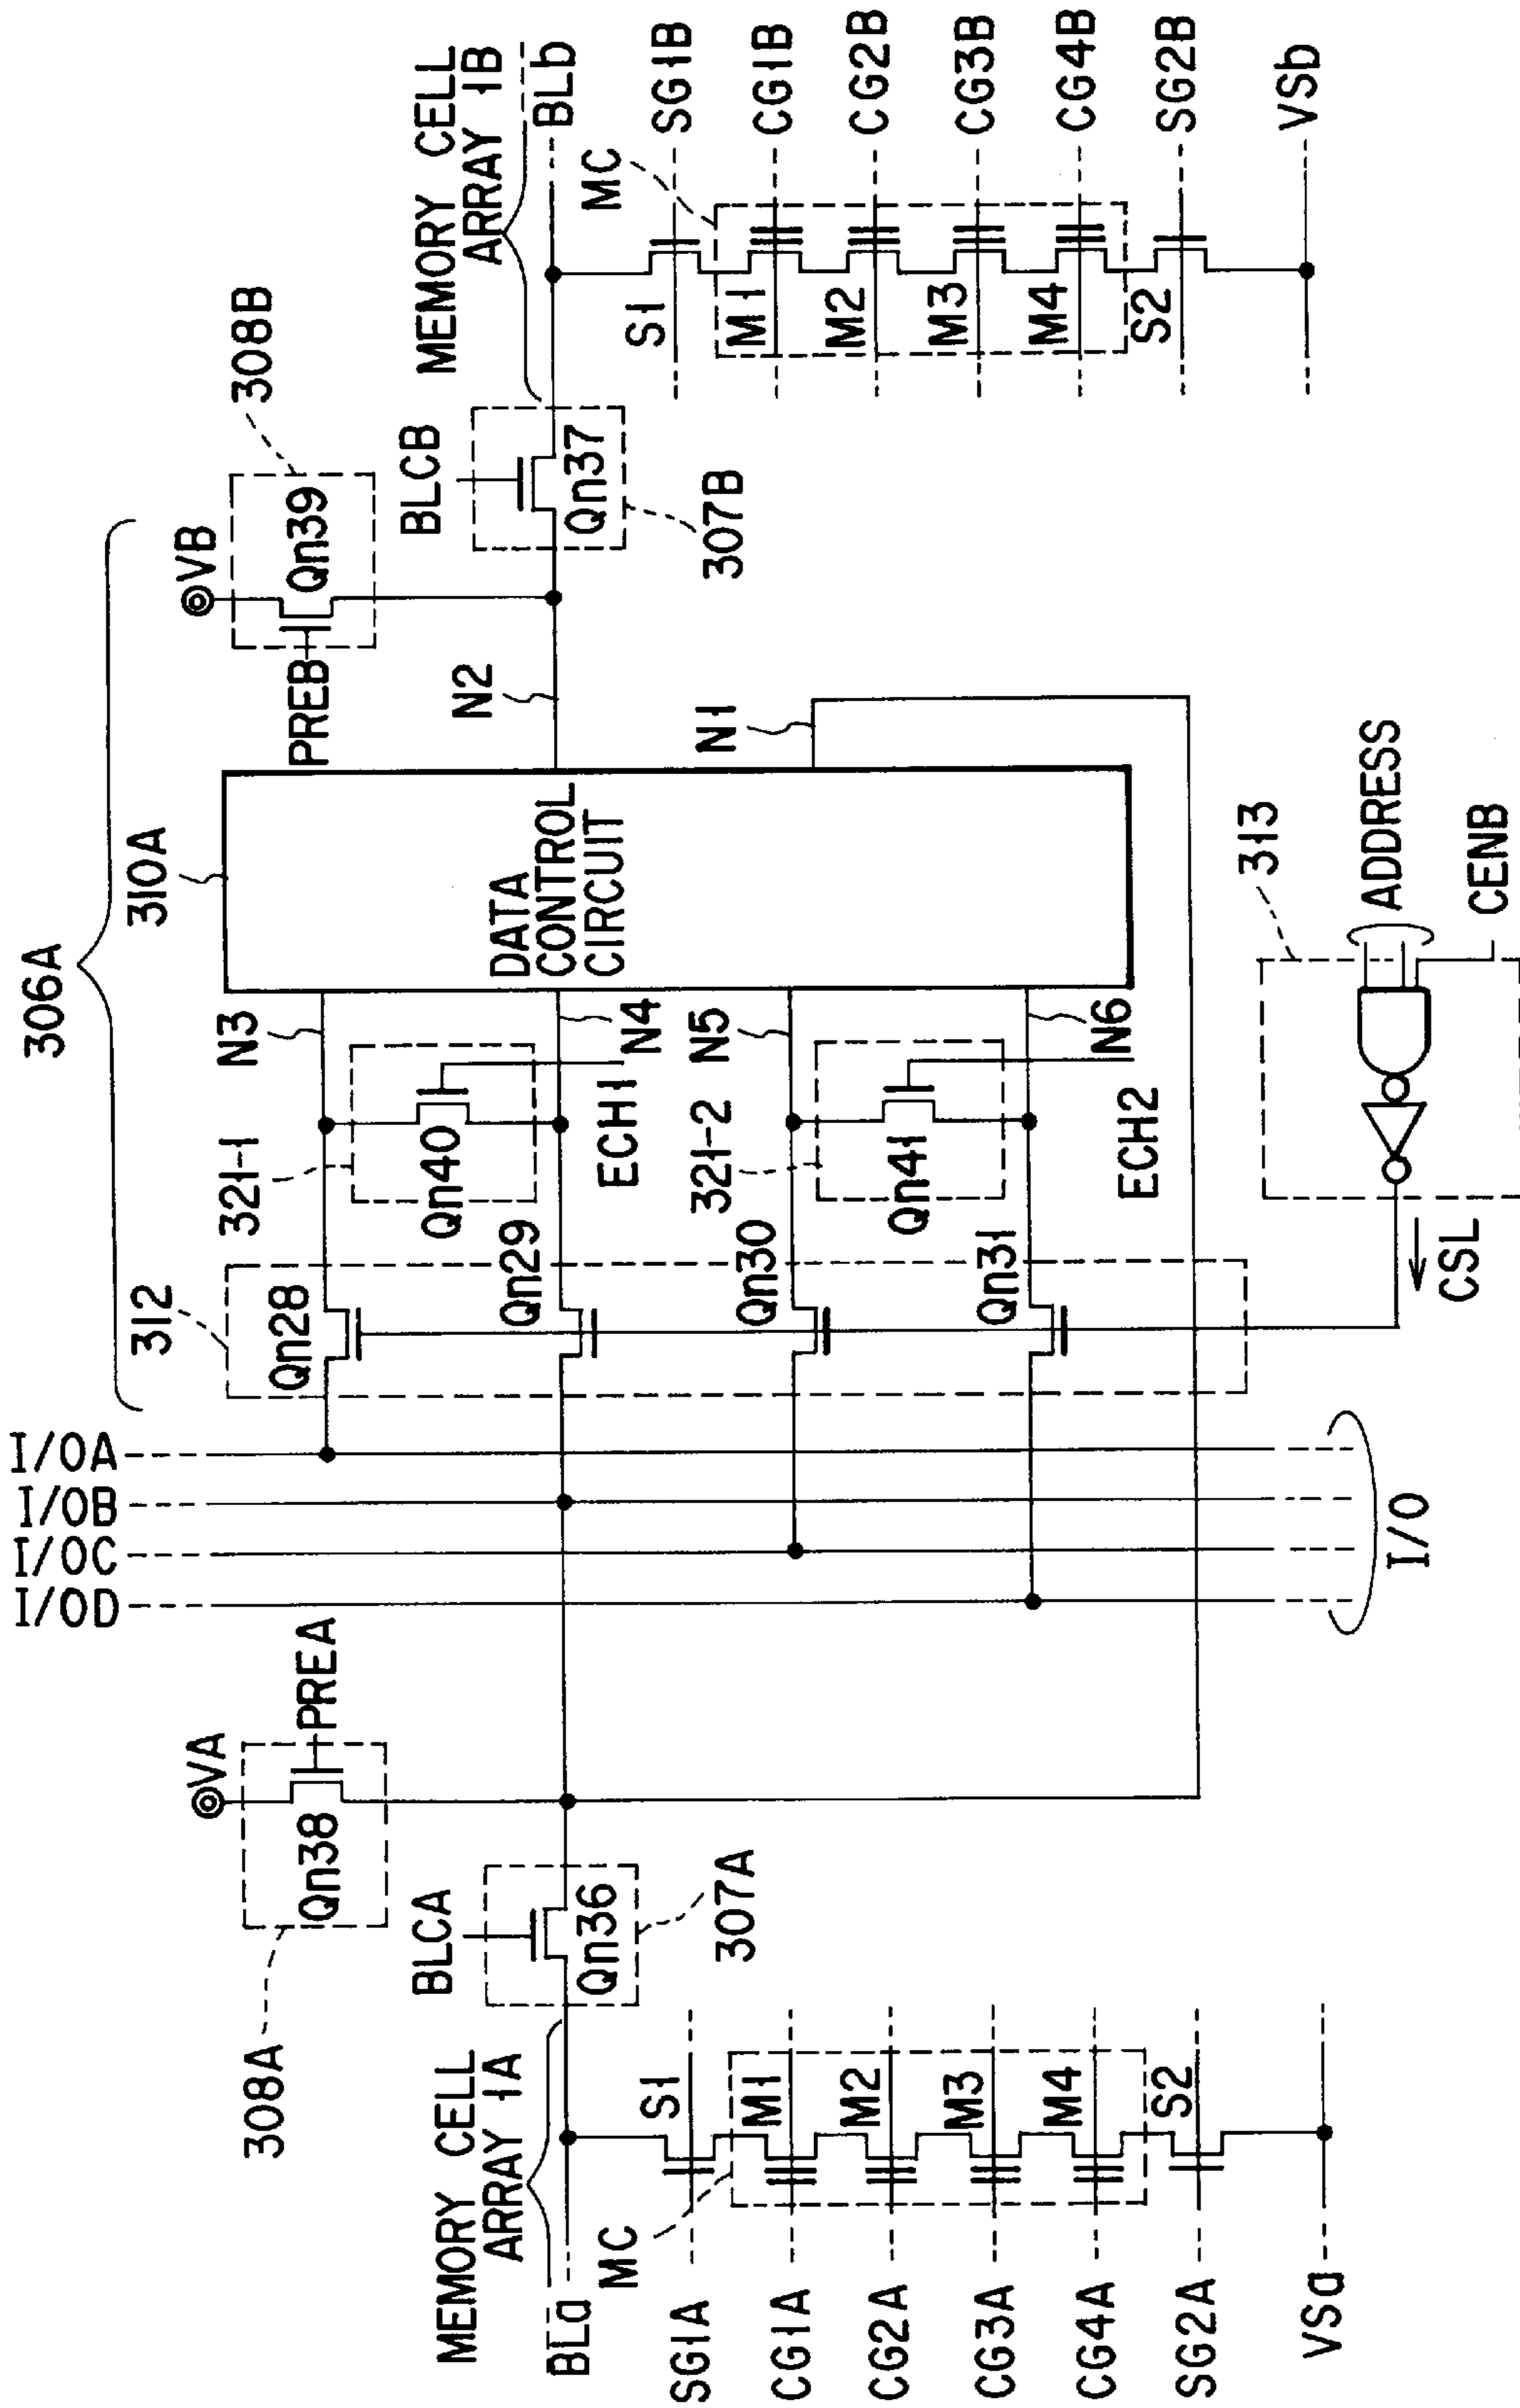 306A
308A
VA
PREA
Qn38
I/OA
I/OB
I/OC
I/OD
312
Qn28
321-1
Qn40
N3
310A
PREB
VB
Qn39
308B
MEMORY CELL
ARRAY 1A
BLa
BLCA
Qn36
307A
Qn29
ECH1
N4
DATA
CONTROL
CIRCUIT
N2
BLCB
Qn37
307B
MEMORY CELL
ARRAY 1B
BLb
SG1A
S1
MC
CG1A
M1
CG2A
M2
CG3A
M3
CG4A
M4
SG2A
S2
VSa
Qn30
321-2
Qn41
N5
N1
Qn31
ECH2
N6
S1
SG1B
MC
M1
CG1B
M2
CG2B
M3
CG3B
M4
CG4B
S2
SG2B
VSb
I/O
CSL
313
ADDRESS
CENB